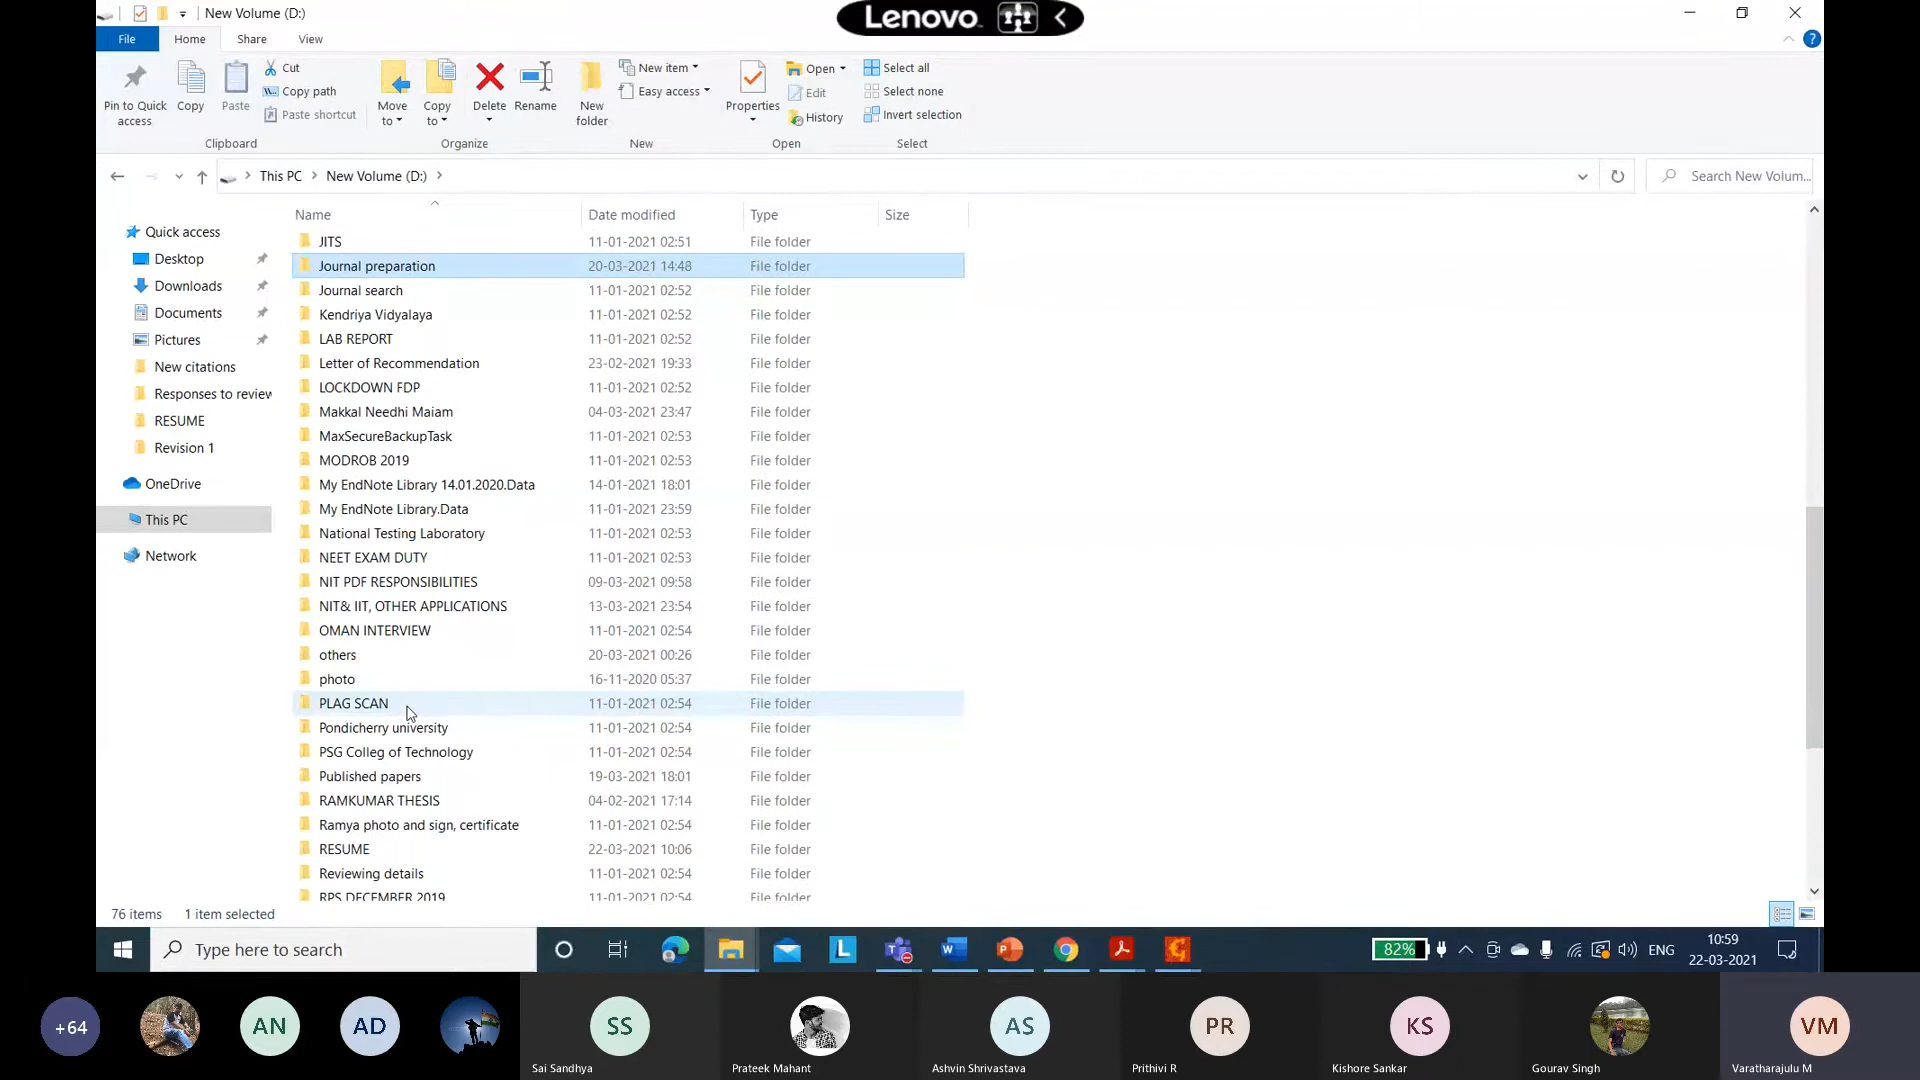 New Volume (D:)
Lenovo
File
Home
Share
View
Pin to Quick
access
Copy
Paste
Cut
Copy path
Paste shortcut
Clipboard
Move
to
Copy
to
Delete
Rename
Organize
New
folder
New item
Easy access
New
Properties
Open
Edit
History
Open
Select all
Select none
Invert selection
Select
This PC
New Volume (D:)
Search New Volum...
Quick access
Desktop
Downloads
Documents
Pictures
New citations
Responses to review
RESUME
Revision 1
OneDrive
This PC
Network
Name Date modified Type Size
JITS 11-01-2021 02:51 File folder
Journal preparation 20-03-2021 14:48 File folder
Journal search 11-01-2021 02:52 File folder
Kendriya Vidyalaya 11-01-2021 02:52 File folder
LAB REPORT 11-01-2021 02:52 File folder
Letter of Recommendation 23-02-2021 19:33 File folder
LOCKDOWN FDP 11-01-2021 02:52 File folder
Makkal Needhi Maiam 04-03-2021 23:47 File folder
MaxSecureBackupTask 11-01-2021 02:53 File folder
MODROB 2019 11-01-2021 02:53 File folder
My EndNote Library 14.01.2020.Data 14-01-2021 18:01 File folder
My EndNote Library.Data 11-01-2021 23:59 File folder
National Testing Laboratory 11-01-2021 02:53 File folder
NEET EXAM DUTY 11-01-2021 02:53 File folder
NIT PDF RESPONSIBILITIES 09-03-2021 09:58 File folder
NIT& IIT, OTHER APPLICATIONS 13-03-2021 23:54 File folder
OMAN INTERVIEW 11-01-2021 02:54 File folder
others 20-03-2021 00:26 File folder
photo 16-11-2020 05:37 File folder
PLAG SCAN 11-01-2021 02:54 File folder
Pondicherry university 11-01-2021 02:54 File folder
PSG Colleg of Technology 11-01-2021 02:54 File folder
Published papers 19-03-2021 18:01 File folder
RAMKUMAR THESIS 04-02-2021 17:14 File folder
Ramya photo and sign, certificate 11-01-2021 02:54 File folder
RESUME 22-03-2021 10:06 File folder
Reviewing details 11-01-2021 02:54 File folder
RPS DECEMBER 2019 11-01-2021 02:54 File folder
76 items 1 item selected
Type here to search
82%
ENG
10:59
22-03-2021
+64
AN
AD
SS
AS
PR
KS
VM
Sai Sandhya
Prateek Mahant
Ashvin Shrivastava
Prithivi R
Kishore Sankar
Gourav Singh
Varatharajulu M